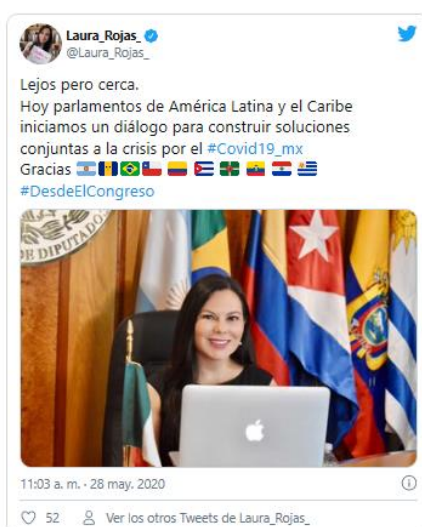 Laura_Rojas_
@Laura_Rojas_
Lejos pero cerca.
Hoy parlamentos de América Latina y el Caribe
iniciamos un diálogo para construir soluciones
conjuntas a la crisis por el #Covid19_mx
Gracias 🇦🇷🇧🇧🇧🇷🇨🇱🇨🇴🇨🇺🇩🇲🇪🇨🇵🇾🇺🇾
#DesdeElCongreso
DE DIPUTADO
11:03 a. m. · 28 may. 2020
52 Ver los otros Tweets de Laura_Rojas_